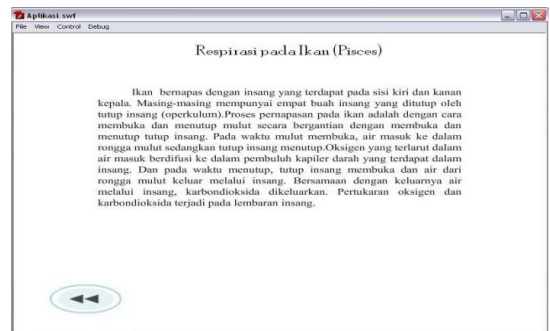 Aplikasi.swf
File View Control Debug
Respirasi pada Ikan (Pisces)
Ikan bernapas dengan insang yang terdapat pada sisi kiri dan kanan
kepala. Masing-masing mempunyai empat buah insang yang ditutup oleh
tutup insang (operkulum).Proses pernapasan pada ikan adalah dengan cara
membuka dan menutup mulut secara bergantian dengan membuka dan
menutup tutup insang. Pada waktu mulut membuka, air masuk ke dalam
rongga mulut sedangkan tutup insang menutup.Oksigen yang terlarut dalam
air masuk berdifusi ke dalam pembuluh kapiler darah yang terdapat dalam
insang. Dan pada waktu menutup, tutup insang membuka dan air dari
rongga mulut keluar melalui insang. Bersamaan dengan keluarnya air
melalui insang, karbondioksida dikeluarkan. Pertukaran oksigen dan
karbondioksida terjadi pada lembaran insang.